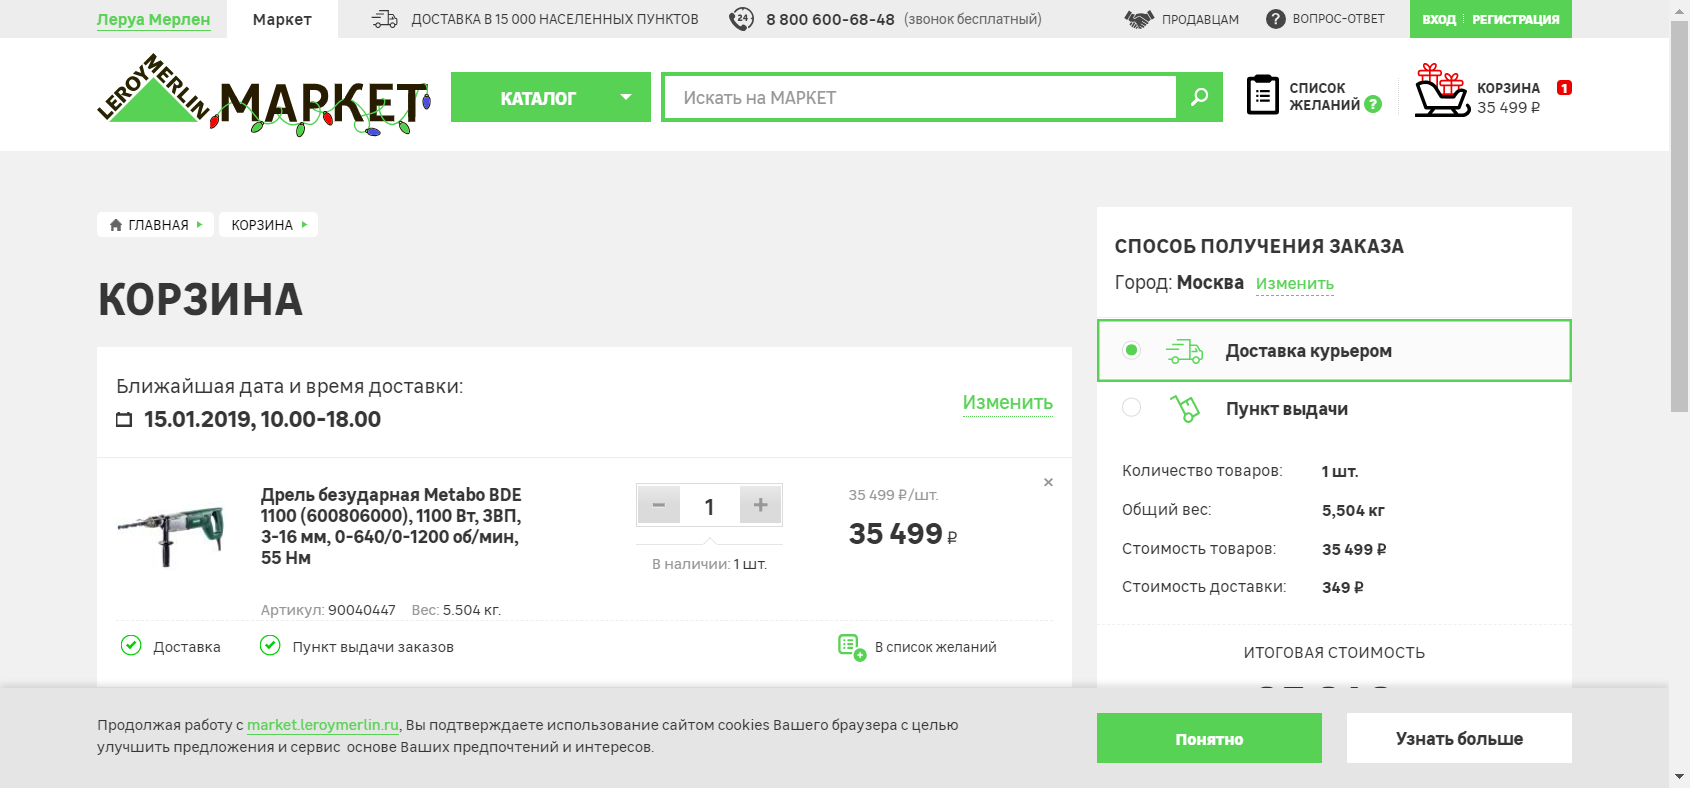 Леруа Мерлен
Маркет
ДОСТАВКА В 15 000 НАСЕЛЕННЫХ ПУНКТОВ
24
8 800 600-68-48 (звонок бесплатный)
ПРОДАВЦАМ
ВОПРОС-ОТВЕТ
ВХОД
РЕГИСТРАЦИЯ
LEROY MERLIN
МАРКЕТ
КАТАЛОГ
Искать на МАРКЕТ
СПИСОК
ЖЕЛАНИЙ ?
КОРЗИНА 1
35 499 ₽
ГЛАВНАЯ
КОРЗИНА
КОРЗИНА
Ближайшая дата и время доставки:
15.01.2019, 10.00-18.00
Изменить
Дрель безударная Metabo BDE
1100 (600806000), 1100 Вт, ЗВП,
3-16 мм, 0-640/0-1200 об/мин,
55 Нм
Артикул: 90040447 Вес: 5.504 кг.
− 1 +
В наличии: 1 шт.
35 499 ₽/шт.
35 499 ₽
×
Доставка
Пункт выдачи заказов
В список желаний
СПОСОБ ПОЛУЧЕНИЯ ЗАКАЗА
Город: Москва Изменить
Доставка курьером
Пункт выдачи
Количество товаров: 1 шт.
Общий вес: 5,504 кг
Стоимость товаров: 35 499 ₽
Стоимость доставки: 349 ₽
ИТОГОВАЯ СТОИМОСТЬ
Продолжая работу с market.leroymerlin.ru, Вы подтверждаете использование сайтом cookies Вашего браузера с целью
улучшить предложения и сервис основе Ваших предпочтений и интересов.
Понятно
Узнать больше